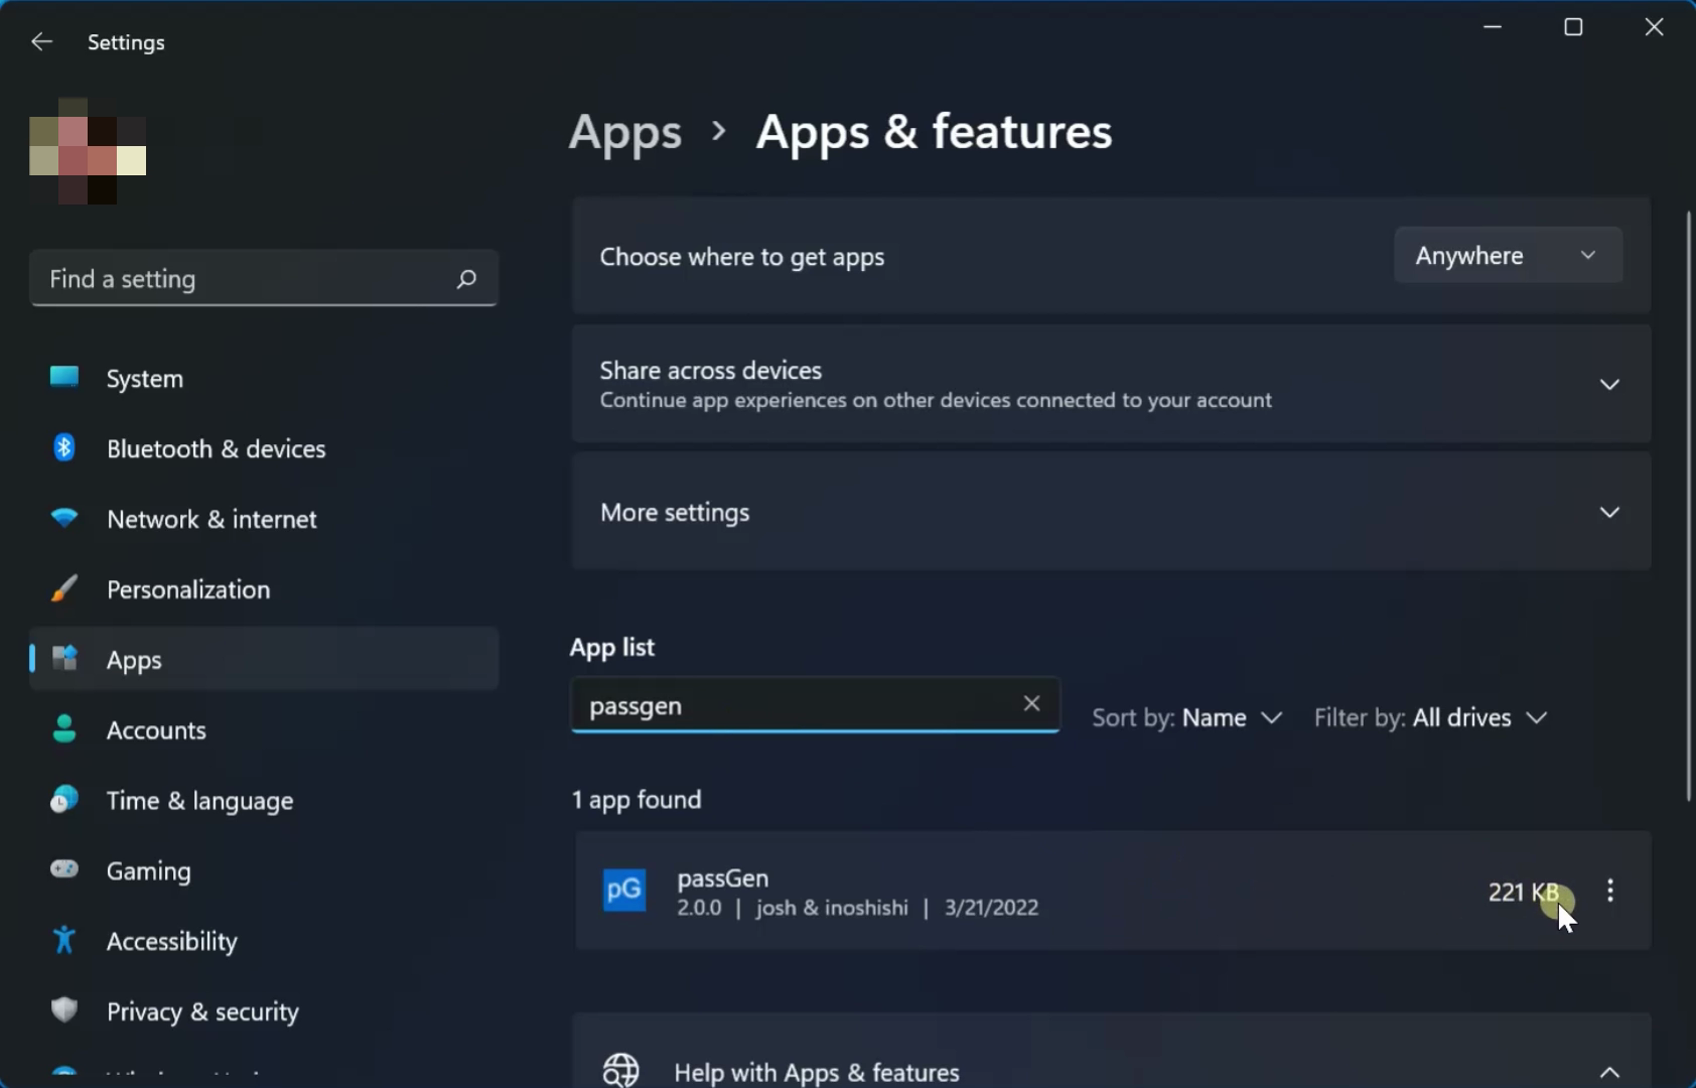 Settings
Apps > Apps & features
Choose where to get apps
Anywhere
Find a setting
Share across devices
Continue app experiences on other devices connected to your account
System
Bluetooth & devices
More settings
Network & internet
Personalization
App list
Apps
passgen
Sort by: Name
Filter by: All drives
Accounts
Time & language
1 app found
Gaming
pG
passGen
2.0.0 | josh & inoshishi | 3/21/2022
221 KB
Accessibility
Privacy & security
Help with Apps & features